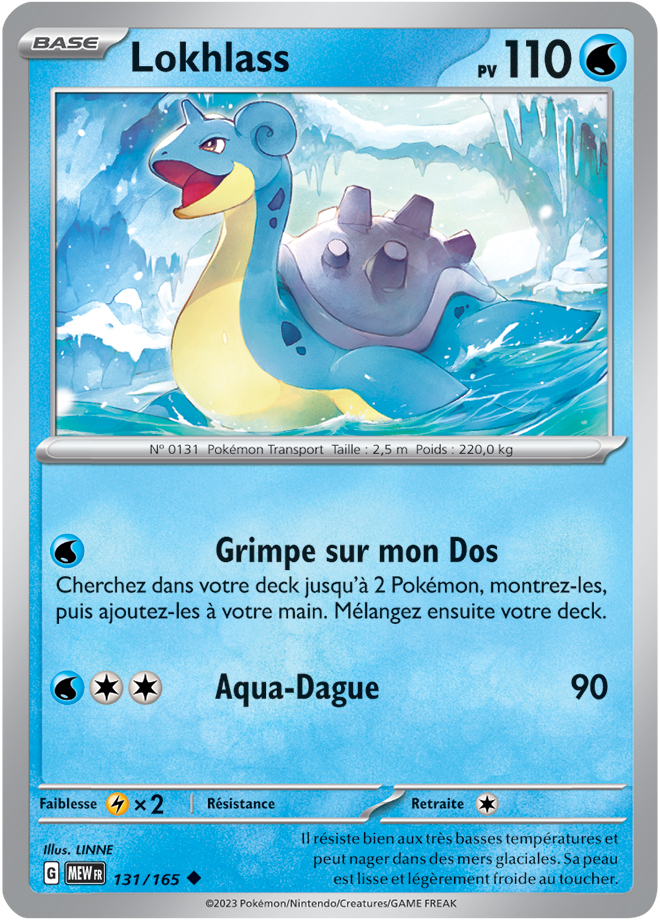 BASE
Lokhlass
PV 110
N° 0131 Pokémon Transport Taille : 2,5 m Poids : 220,0 kg
Grimpe sur mon Dos
Cherchez dans votre deck jusqu'à 2 Pokémon, montrez-les,
puis ajoutez-les à votre main. Mélangez ensuite votre deck.
Aqua-Dague 90
Faiblesse ×2 Résistance Retraite
Illus. LINNE
G MEW FR 131/165
Il résiste bien aux très basses températures et
peut nager dans des mers glaciales. Sa peau
est lisse et légèrement froide au toucher.
©2023 Pokémon/Nintendo/Creatures/GAME FREAK